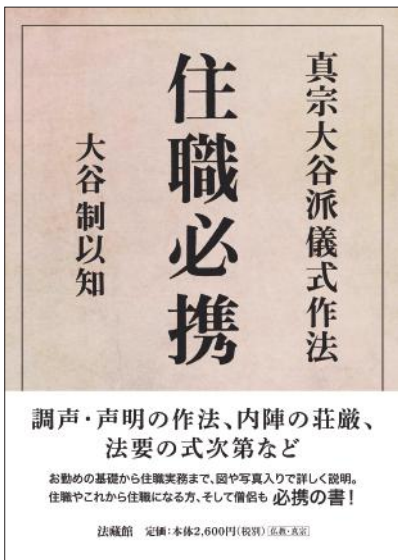 真宗大谷派儀式作法
住職必携
大谷制以知
調声・声明の作法、内陣の荘厳、
法要の式次第など
お勤めの基礎から住職実務まで、図や写真入りで詳しく説明。
住職やこれから住職になる方、そして僧侶も 必携の書！
法藏館 定価：本体2,600円（税別） 仏教・真宗